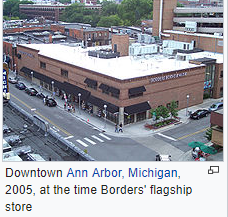 Downtown Ann Arbor, Michigan,
2005, at the time Borders' flagship
store